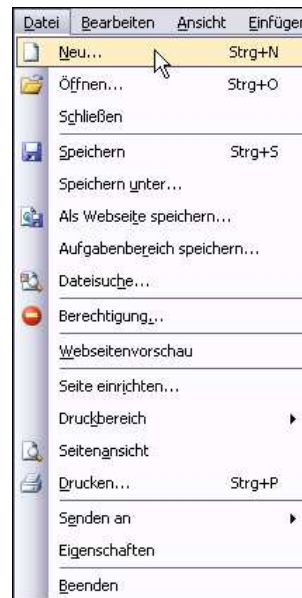 Datei Bearbeiten Ansicht Einfüger
Neu... Strg+N
Öffnen... Strg+O
Schließen
Speichern Strg+S
Speichern unter...
Als Webseite speichern...
Aufgabenbereich speichern...
Dateisuche...
Berechtigung...
Webseitenvorschau
Seite einrichten...
Druckbereich
Seitenansicht
Drucken... Strg+P
Senden an
Eigenschaften
Beenden